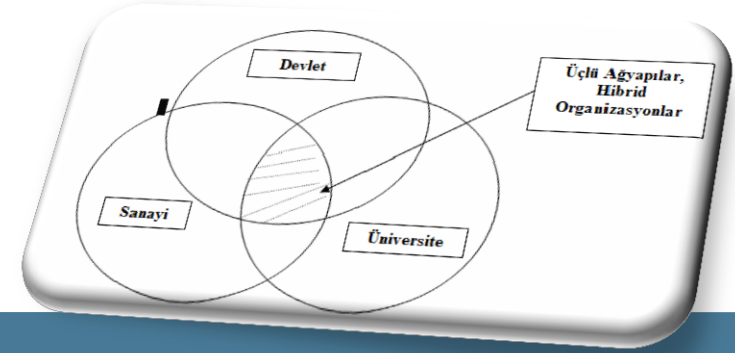 Devlet
Üçlü Ağyapılar,
Hibrid
Organizasyonlar
Sanayi
Üniversite